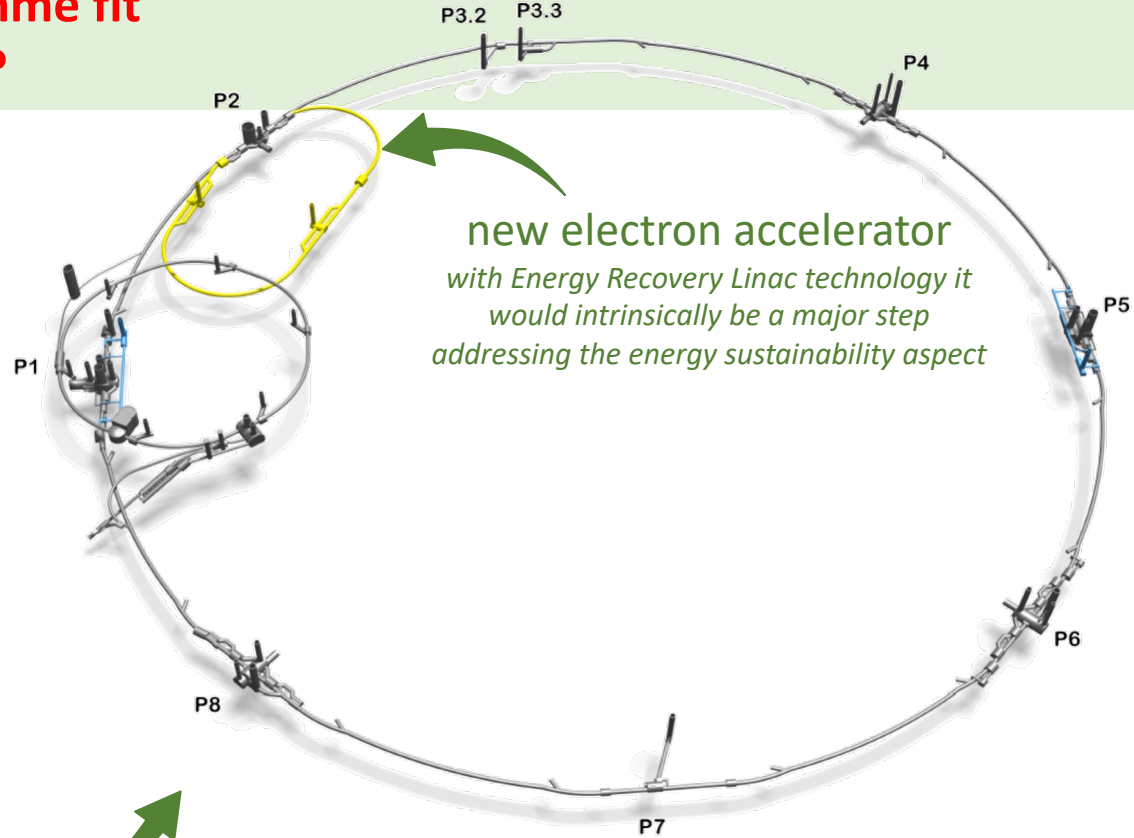 fit
P3.2
P3.3
P4
P2
new electron accelerator
with Energy Recovery Linac technology it
would intrinsically be a major step
addressing the energy sustainability aspect
P5
P1
P6
P8
P7